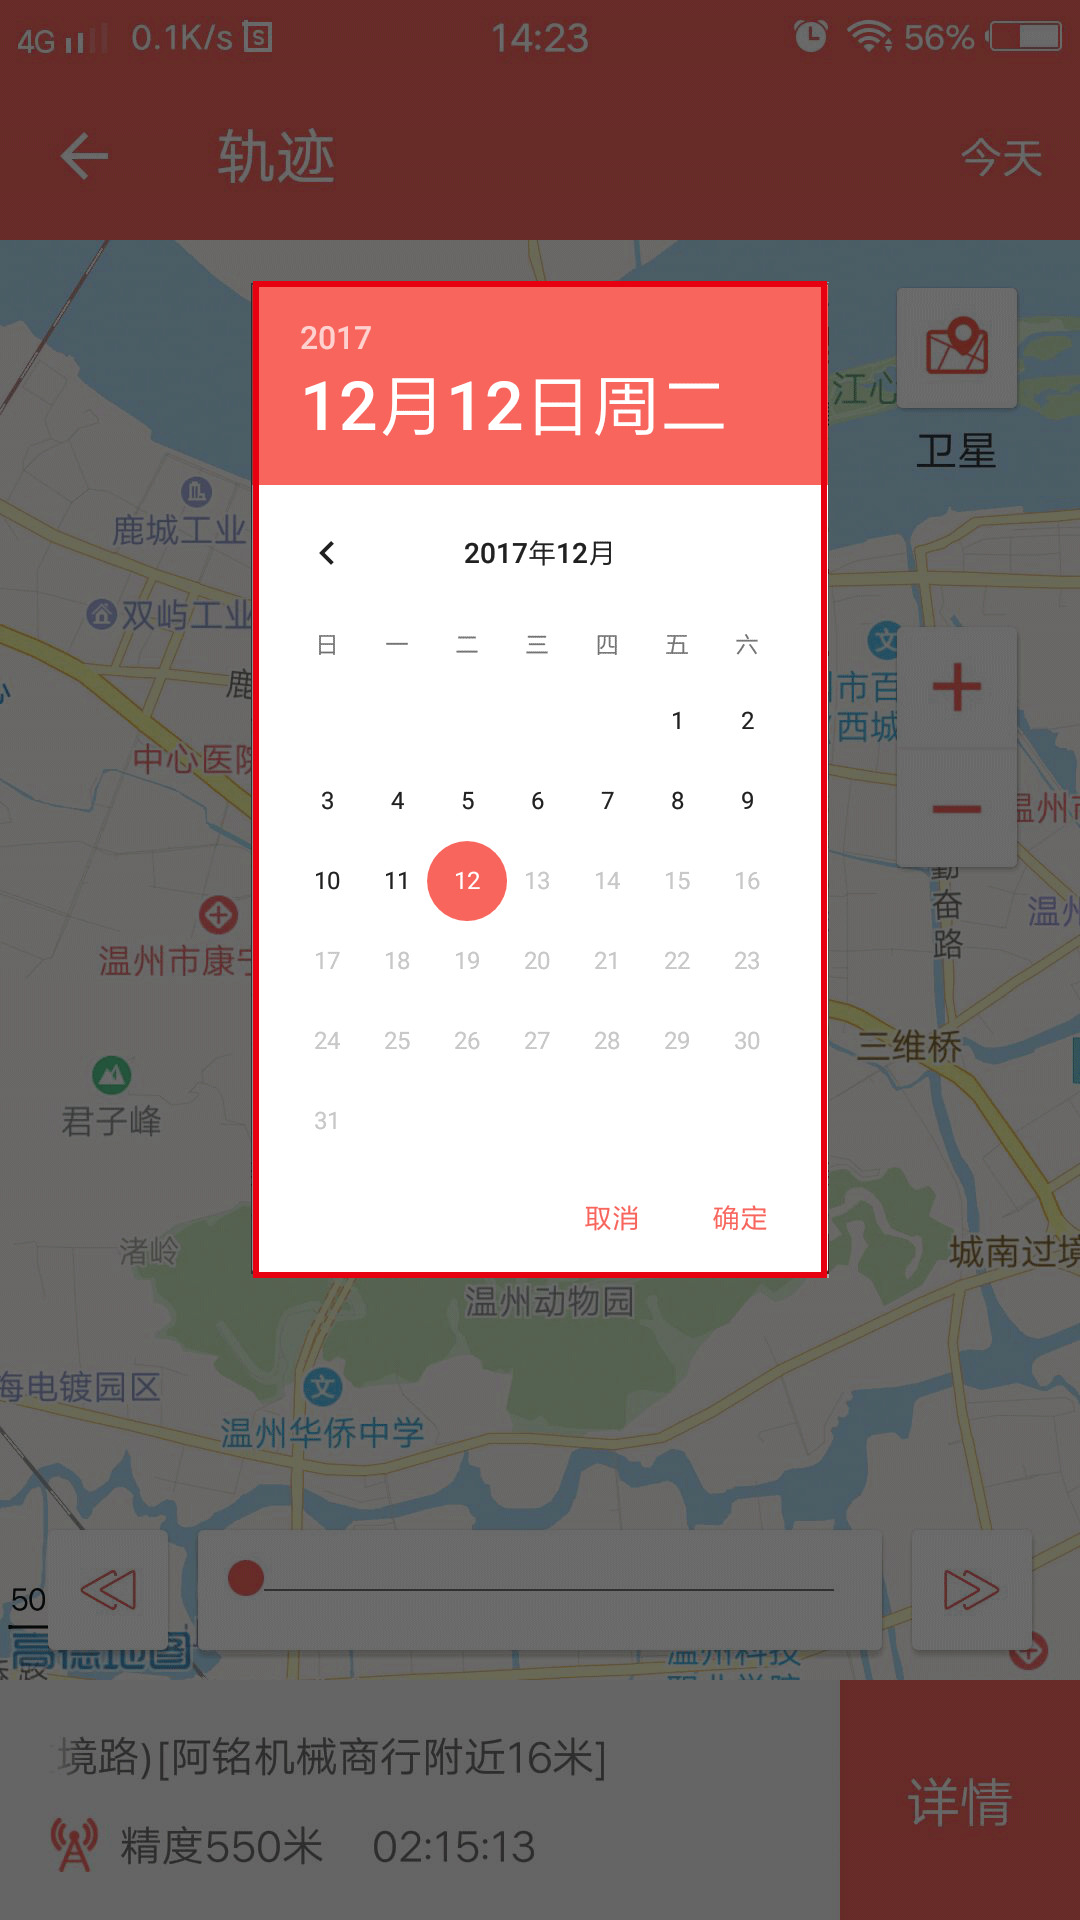 4G 0.1K/s 14:23 56%
轨迹 今天
江心
卫星
鹿城工业
双屿工业
鹿
中心医院
市百
西城
温州市
勤奋路
温州
温州市康宁
三维桥
君子峰
渚岭
城南过境
温州动物园
海电镀园区
温州华侨中学
2017
12月12日周二
2017年12月
日 一 二 三 四 五 六
1 2
3 4 5 6 7 8 9
10 11 12 13 14 15 16
17 18 19 20 21 22 23
24 25 26 27 28 29 30
31
取消 确定
50
高德地图
温州科技
职业学院
境路)[阿铭机械商行附近16米]
精度550米 02:15:13
详情